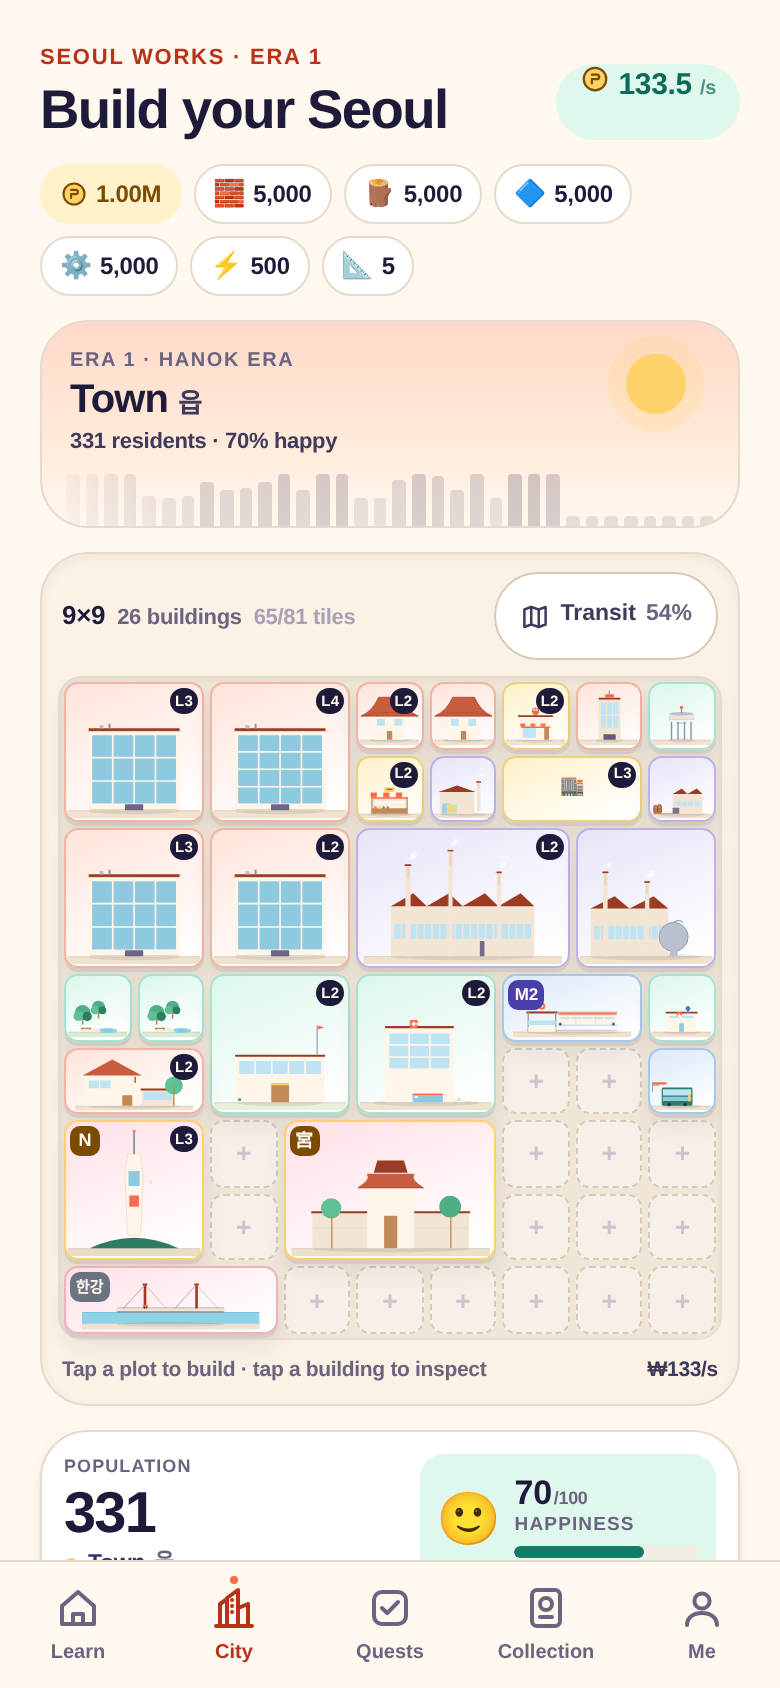 SEOUL WORKS · ERA 1
Build your Seoul
133.5 /s
1.00M
5,000
5,000
5,000
5,000
500
5
ERA 1 · HANOK ERA
Town 읍
331 residents · 70% happy
9×9 26 buildings 65/81 tiles
Transit 54%
L3 L4 L2 L2
L2 L3
L3 L2 L2
L2 L2 M2
L2
N L3 宮
한강
Tap a plot to build · tap a building to inspect
₩133/s
POPULATION
331
Town 읍
70/100
HAPPINESS
Learn
City
Quests
Collection
Me